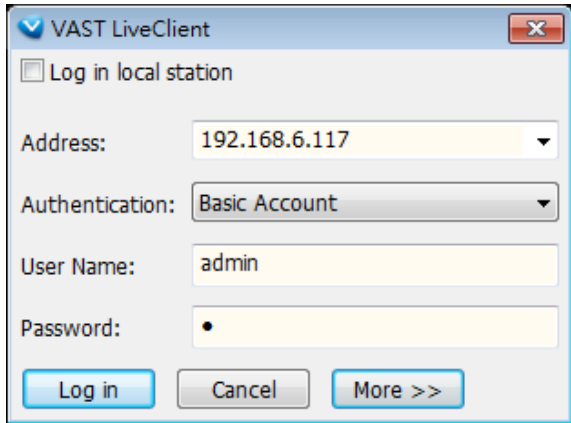 VAST LiveClient
Log in local station
Address: 192.168.6.117
Authentication: Basic Account
User Name: admin
Password: •
Log in Cancel More >>